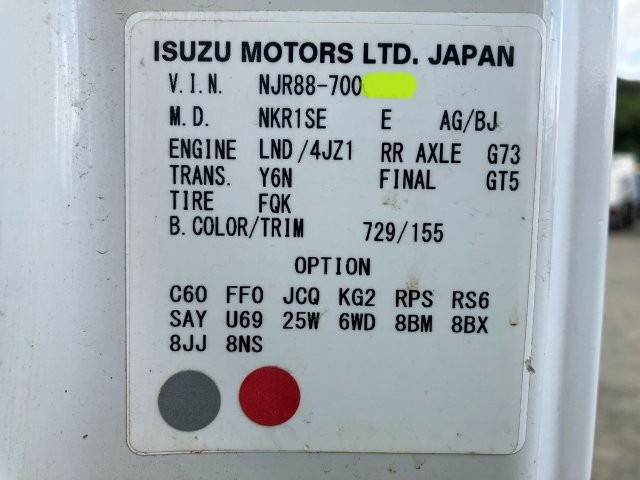 ISUZU MOTORS LTD. JAPAN
V.I.N. NJR88-700
M.D. NKR1SE E AG/BJ
ENGINE LND/4JZ1 RR AXLE G73
TRANS. Y6N FINAL GT5
TIRE FQK
B.COLOR/TRIM 729/155
OPTION
C60 FF0 JCQ KG2 RPS RS6
SAY U69 25W 6WD 8BM 8BX
8JJ 8NS